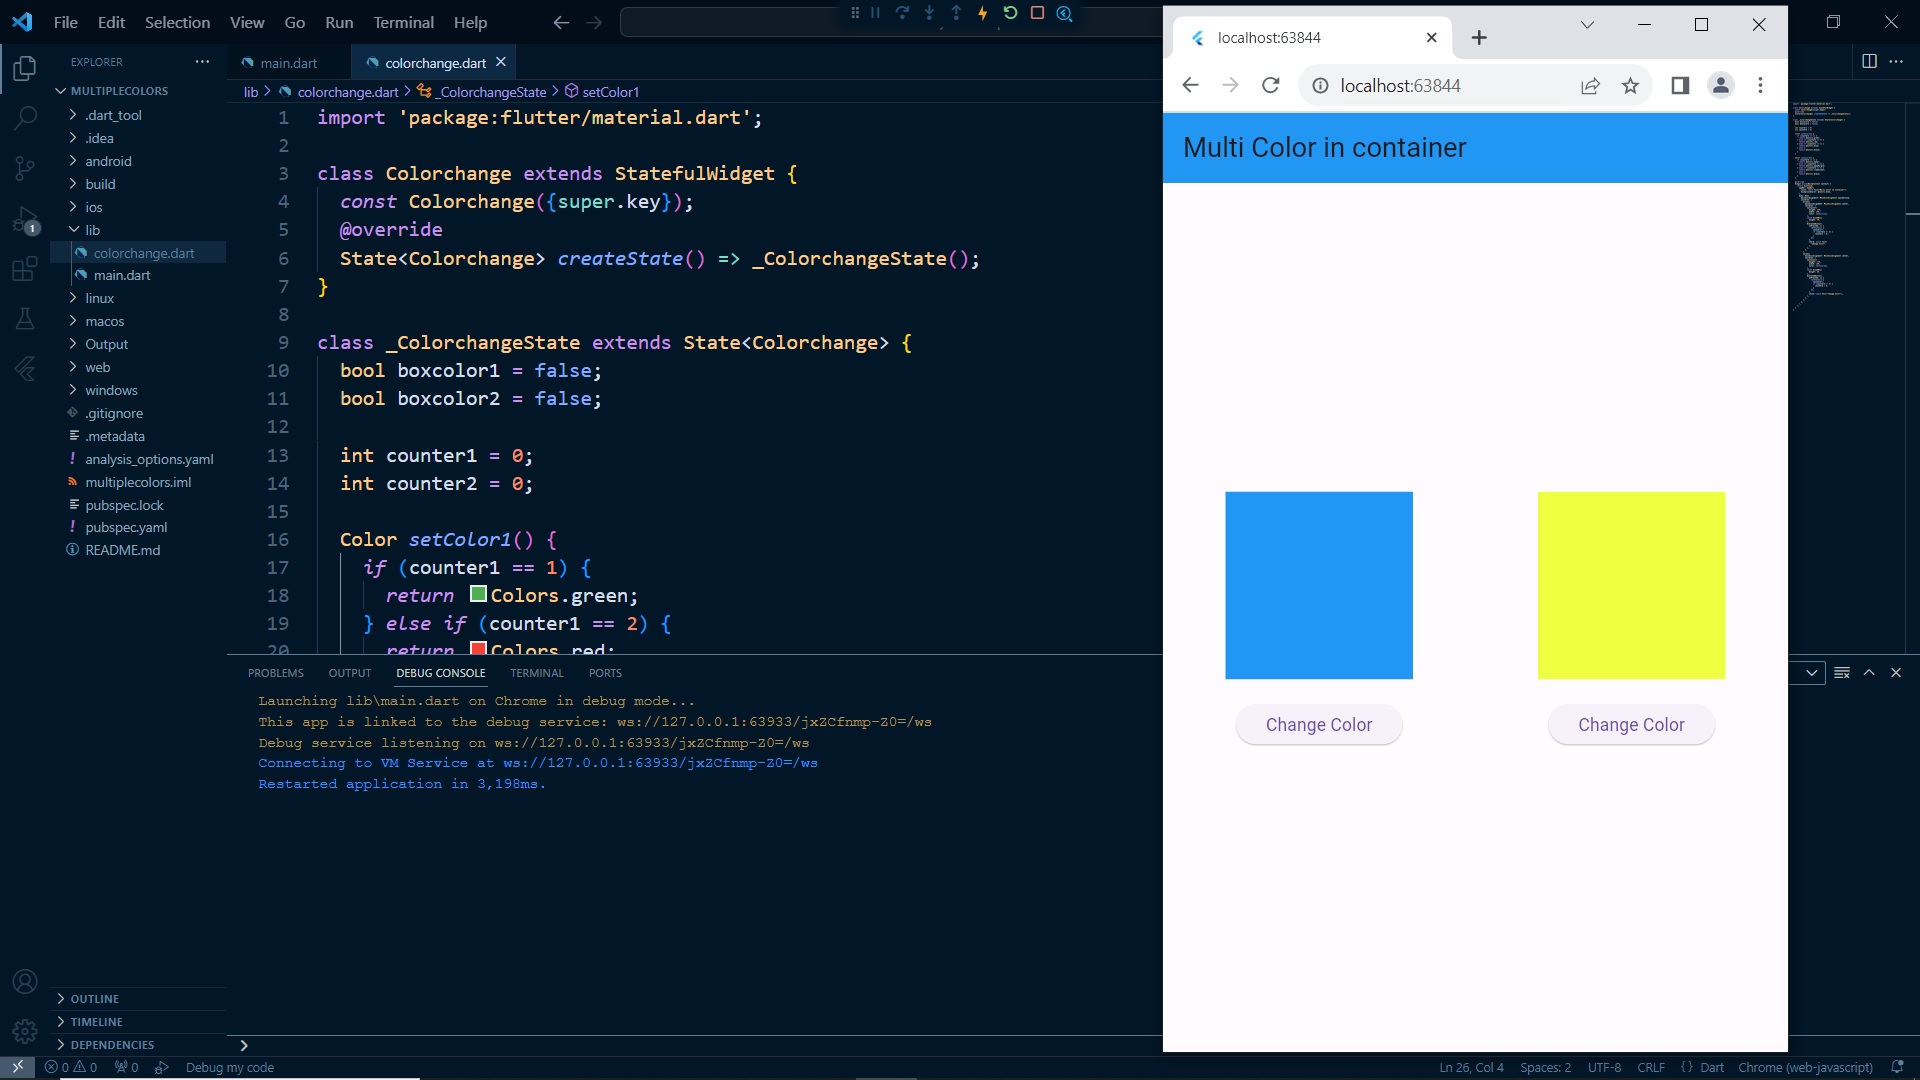 File Edit Selection View Go Run Terminal Help
EXPLORER
MULTIPLECOLORS
.dart_tool
.idea
android
build
ios
lib
colorchange.dart
main.dart
linux
macos
Output
web
windows
.gitignore
.metadata
analysis_options.yaml
multiplecolors.iml
pubspec.lock
pubspec.yaml
README.md
OUTLINE
TIMELINE
DEPENDENCIES
1
main.dart colorchange.dart
lib > colorchange.dart > _ColorchangeState > setColor1
1 import 'package:flutter/material.dart';
2
3 class Colorchange extends StatefulWidget {
4 const Colorchange({super.key});
5 @override
6 State<Colorchange> createState() => _ColorchangeState();
7 }
8
9 class _ColorchangeState extends State<Colorchange> {
10 bool boxcolor1 = false;
11 bool boxcolor2 = false;
12
13 int counter1 = 0;
14 int counter2 = 0;
15
16 Color setColor1() {
17 if (counter1 == 1) {
18 return Colors.green;
19 } else if (counter1 == 2) {
20 return Colors.red;
PROBLEMS OUTPUT DEBUG CONSOLE TERMINAL PORTS
Launching lib\main.dart on Chrome in debug mode...
This app is linked to the debug service: ws://127.0.0.1:63933/jxZCfnmp-Z0=/ws
Debug service listening on ws://127.0.0.1:63933/jxZCfnmp-Z0=/ws
Connecting to VM Service at ws://127.0.0.1:63933/jxZCfnmp-Z0=/ws
Restarted application in 3,198ms.
localhost:63844
localhost:63844
Multi Color in container
Change Color Change Color
0 0 0 Debug my code Ln 26, Col 4 Spaces: 2 UTF-8 CRLF { } Dart Chrome (web-javascript)